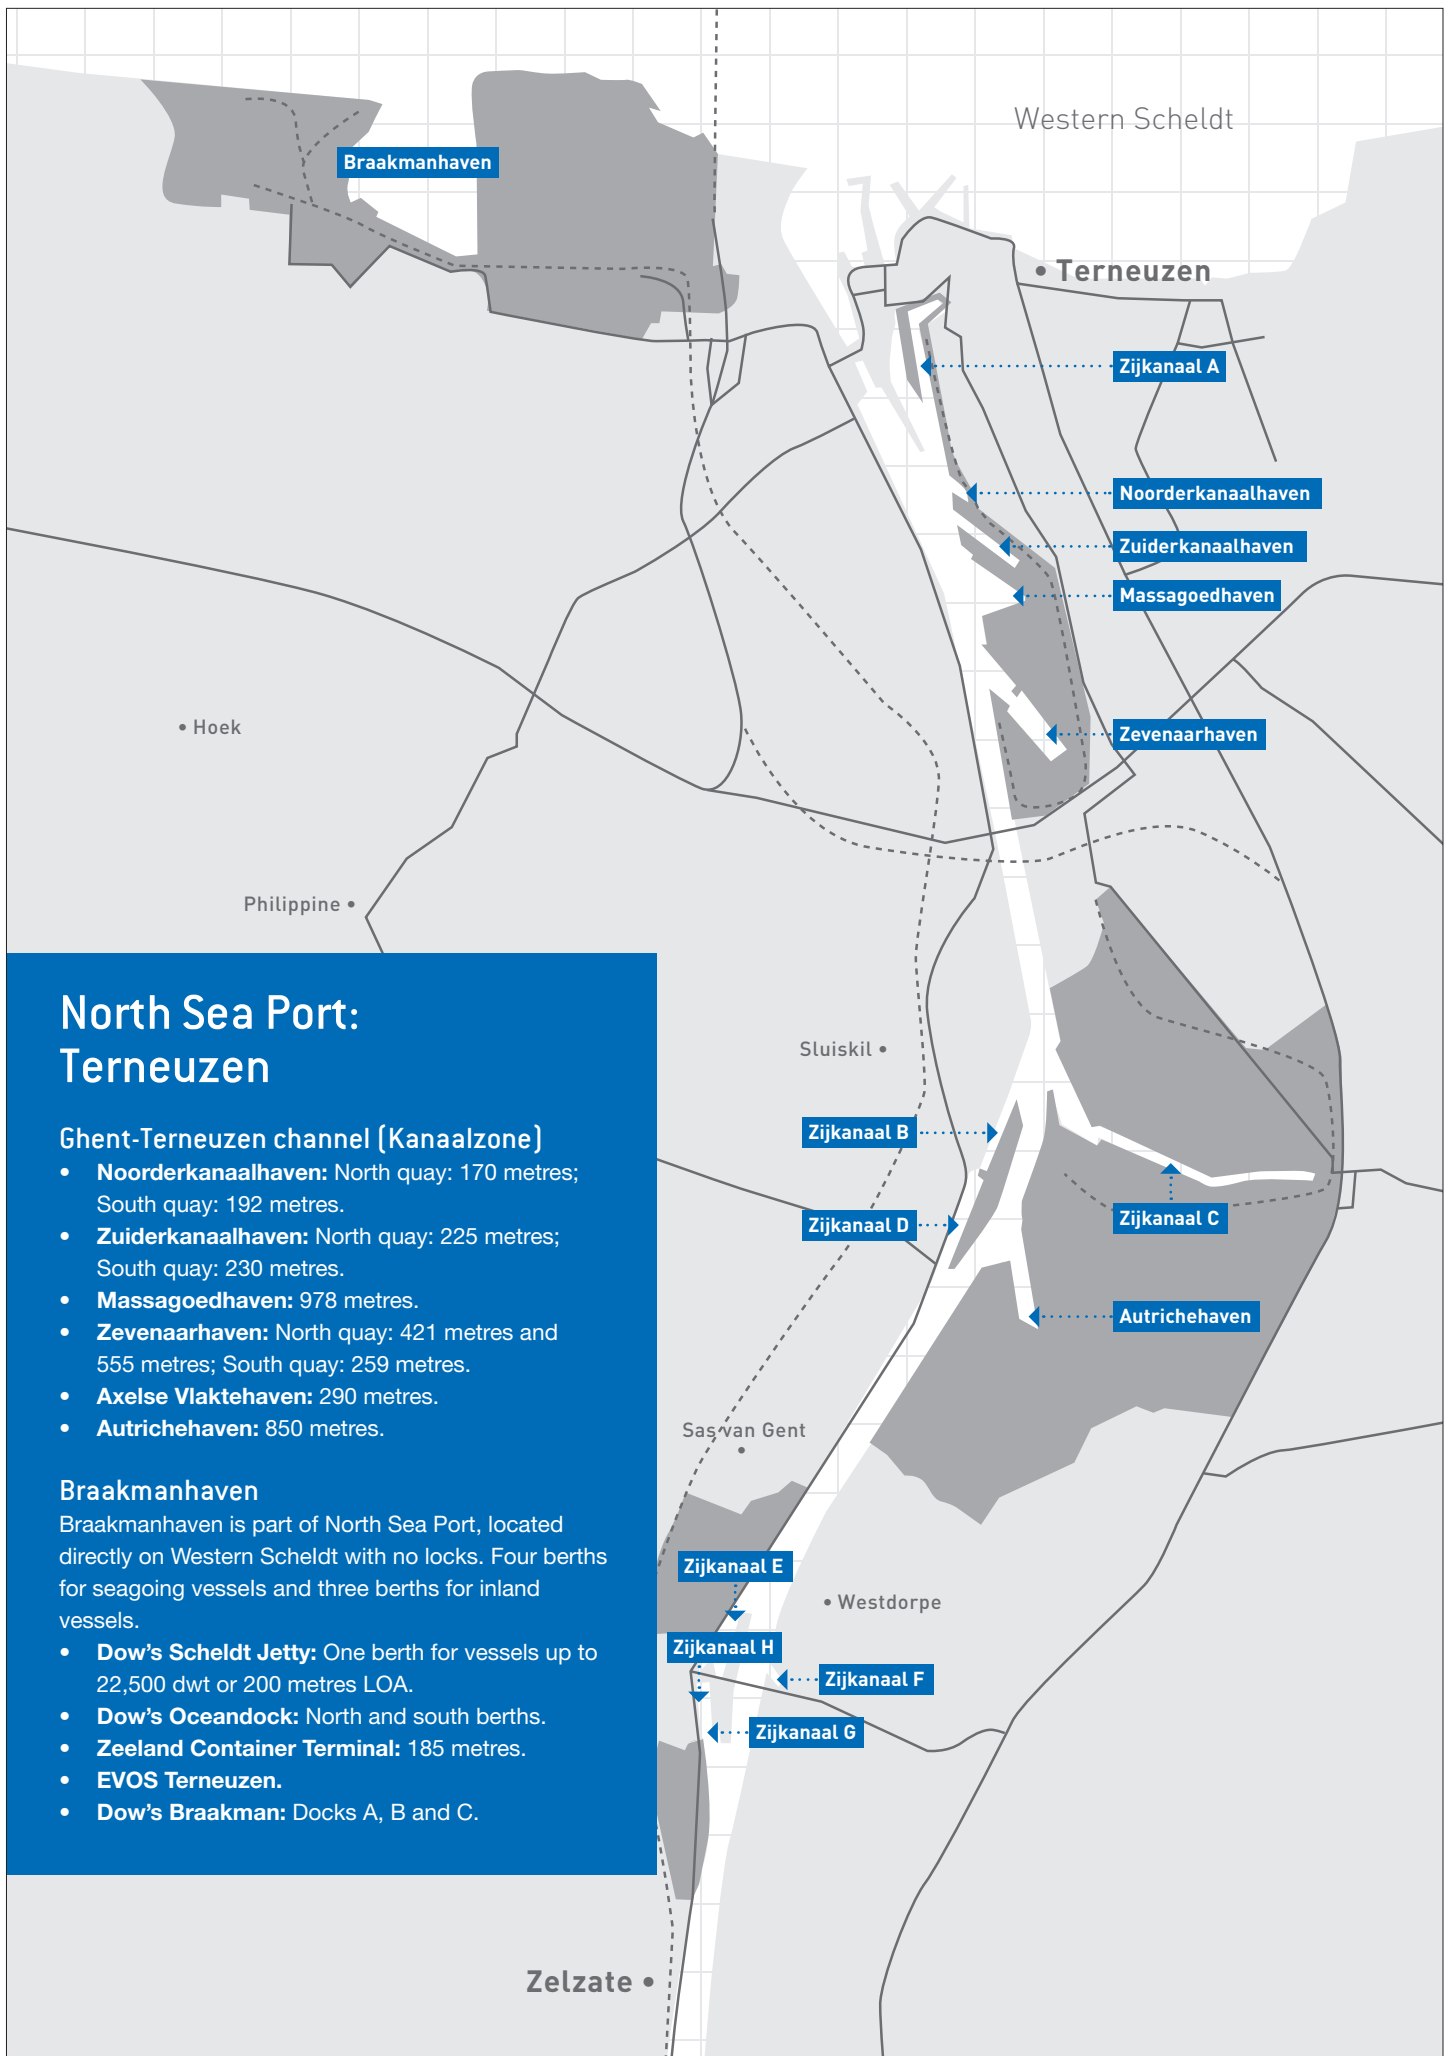 Western Scheldt
Braakmanhaven
• Terneuzen
Zijkanaal A
Noorderkanaalhaven
Zuiderkanaalhaven
Massagoedhaven
• Hoek
Zevenaarhaven
Philippine •
Sluiskil •
Zijkanaal B
Zijkanaal D
Zijkanaal C
Autrichehaven
Sas van Gent
•
Zijkanaal E
• Westdorpe
Zijkanaal H
Zijkanaal F
Zijkanaal G
Zelzate •
North Sea Port:
Terneuzen
Ghent-Terneuzen channel (Kanaalzone)
• Noorderkanaalhaven: North quay: 170 metres;
South quay: 192 metres.
• Zuiderkanaalhaven: North quay: 225 metres;
South quay: 230 metres.
• Massagoedhaven: 978 metres.
• Zevenaarhaven: North quay: 421 metres and
555 metres; South quay: 259 metres.
• Axelse Vlaktehaven: 290 metres.
• Autrichehaven: 850 metres.
Braakmanhaven
Braakmanhaven is part of North Sea Port, located
directly on Western Scheldt with no locks. Four berths
for seagoing vessels and three berths for inland
vessels.
• Dow’s Scheldt Jetty: One berth for vessels up to
22,500 dwt or 200 metres LOA.
• Dow’s Oceandock: North and south berths.
• Zeeland Container Terminal: 185 metres.
• EVOS Terneuzen.
• Dow’s Braakman: Docks A, B and C.